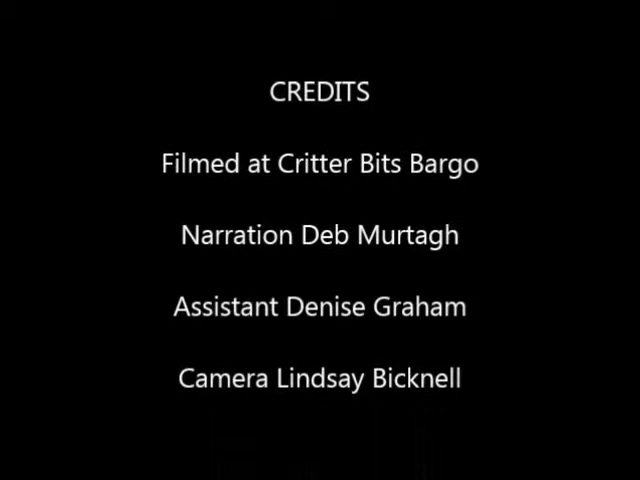 CREDITS
Filmed at Critter Bits Bargo
Narration Deb Murtagh
Assistant Denise Graham
Camera Lindsay Bicknell